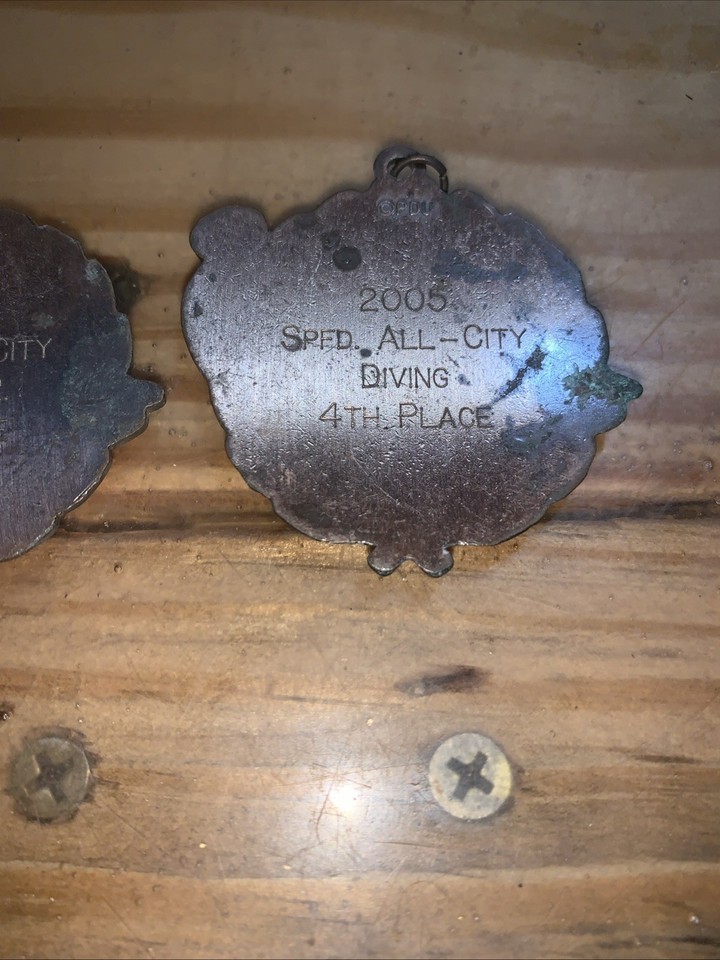 ©PDU
2005
SPFD. ALL-CITY
DIVING
4TH. PLACE
CITY